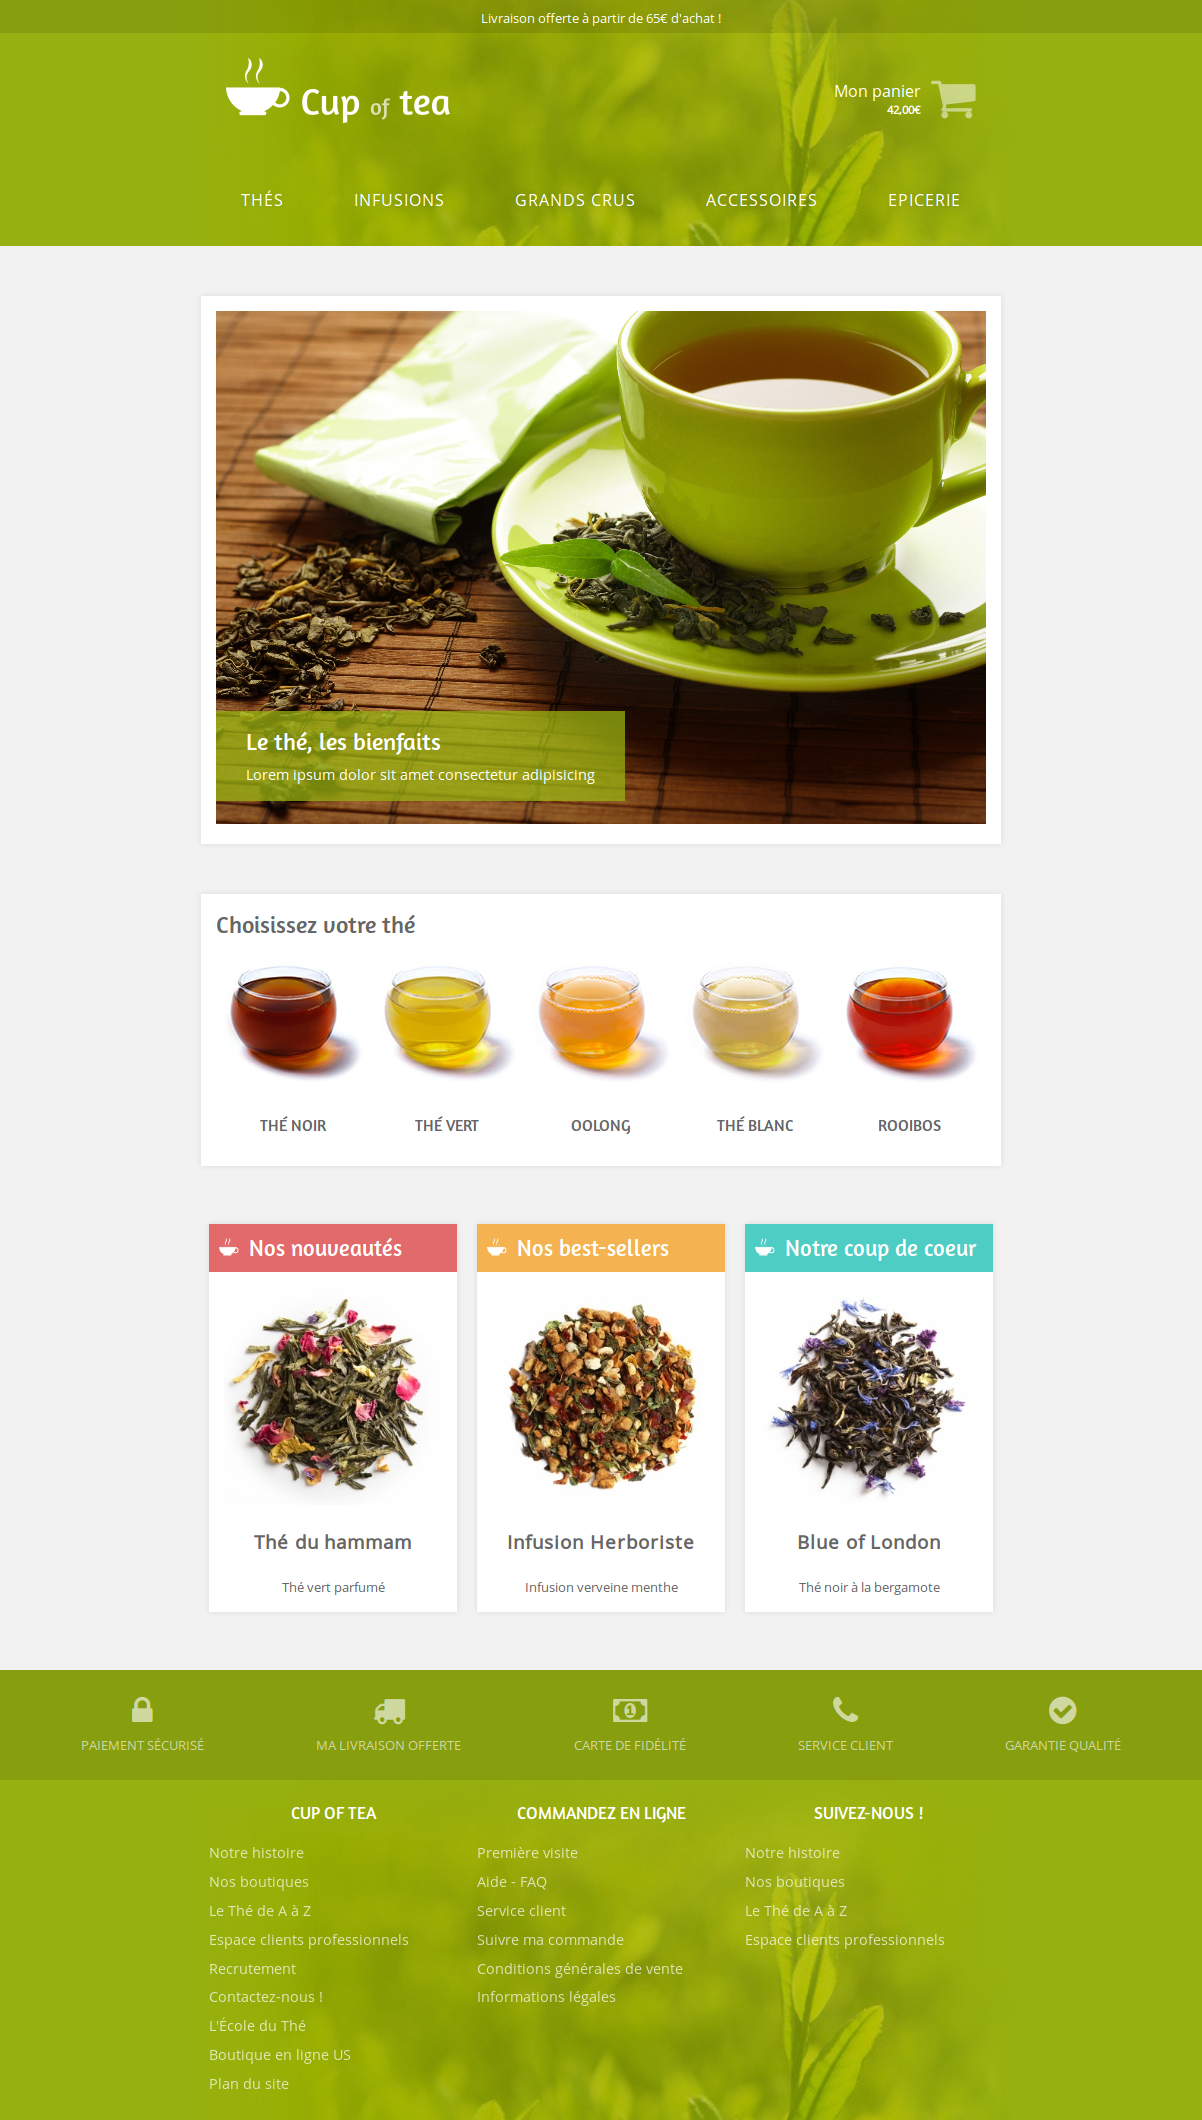 Livraison offerte à partir de 65€ d'achat !
Cup of tea
Mon panier
42,00€
THÉS INFUSIONS GRANDS CRUS ACCESSOIRES EPICERIE
Le thé, les bienfaits
Lorem ipsum dolor sit amet consectetur adipisicing
Choisissez votre thé
THÉ NOIR THÉ VERT OOLONG THÉ BLANC ROOIBOS
Nos nouveautés
Thé du hammam
Thé vert parfumé
Nos best-sellers
Infusion Herboriste
Infusion verveine menthe
Notre coup de coeur
Blue of London
Thé noir à la bergamote
PAIEMENT SÉCURISÉ MA LIVRAISON OFFERTE CARTE DE FIDÉLITÉ SERVICE CLIENT GARANTIE QUALITÉ
CUP OF TEA
Notre histoire
Nos boutiques
Le Thé de A à Z
Espace clients professionnels
Recrutement
Contactez-nous !
L'École du Thé
Boutique en ligne US
Plan du site
COMMANDEZ EN LIGNE
Première visite
Aide - FAQ
Service client
Suivre ma commande
Conditions générales de vente
Informations légales
SUIVEZ-NOUS !
Notre histoire
Nos boutiques
Le Thé de A à Z
Espace clients professionnels